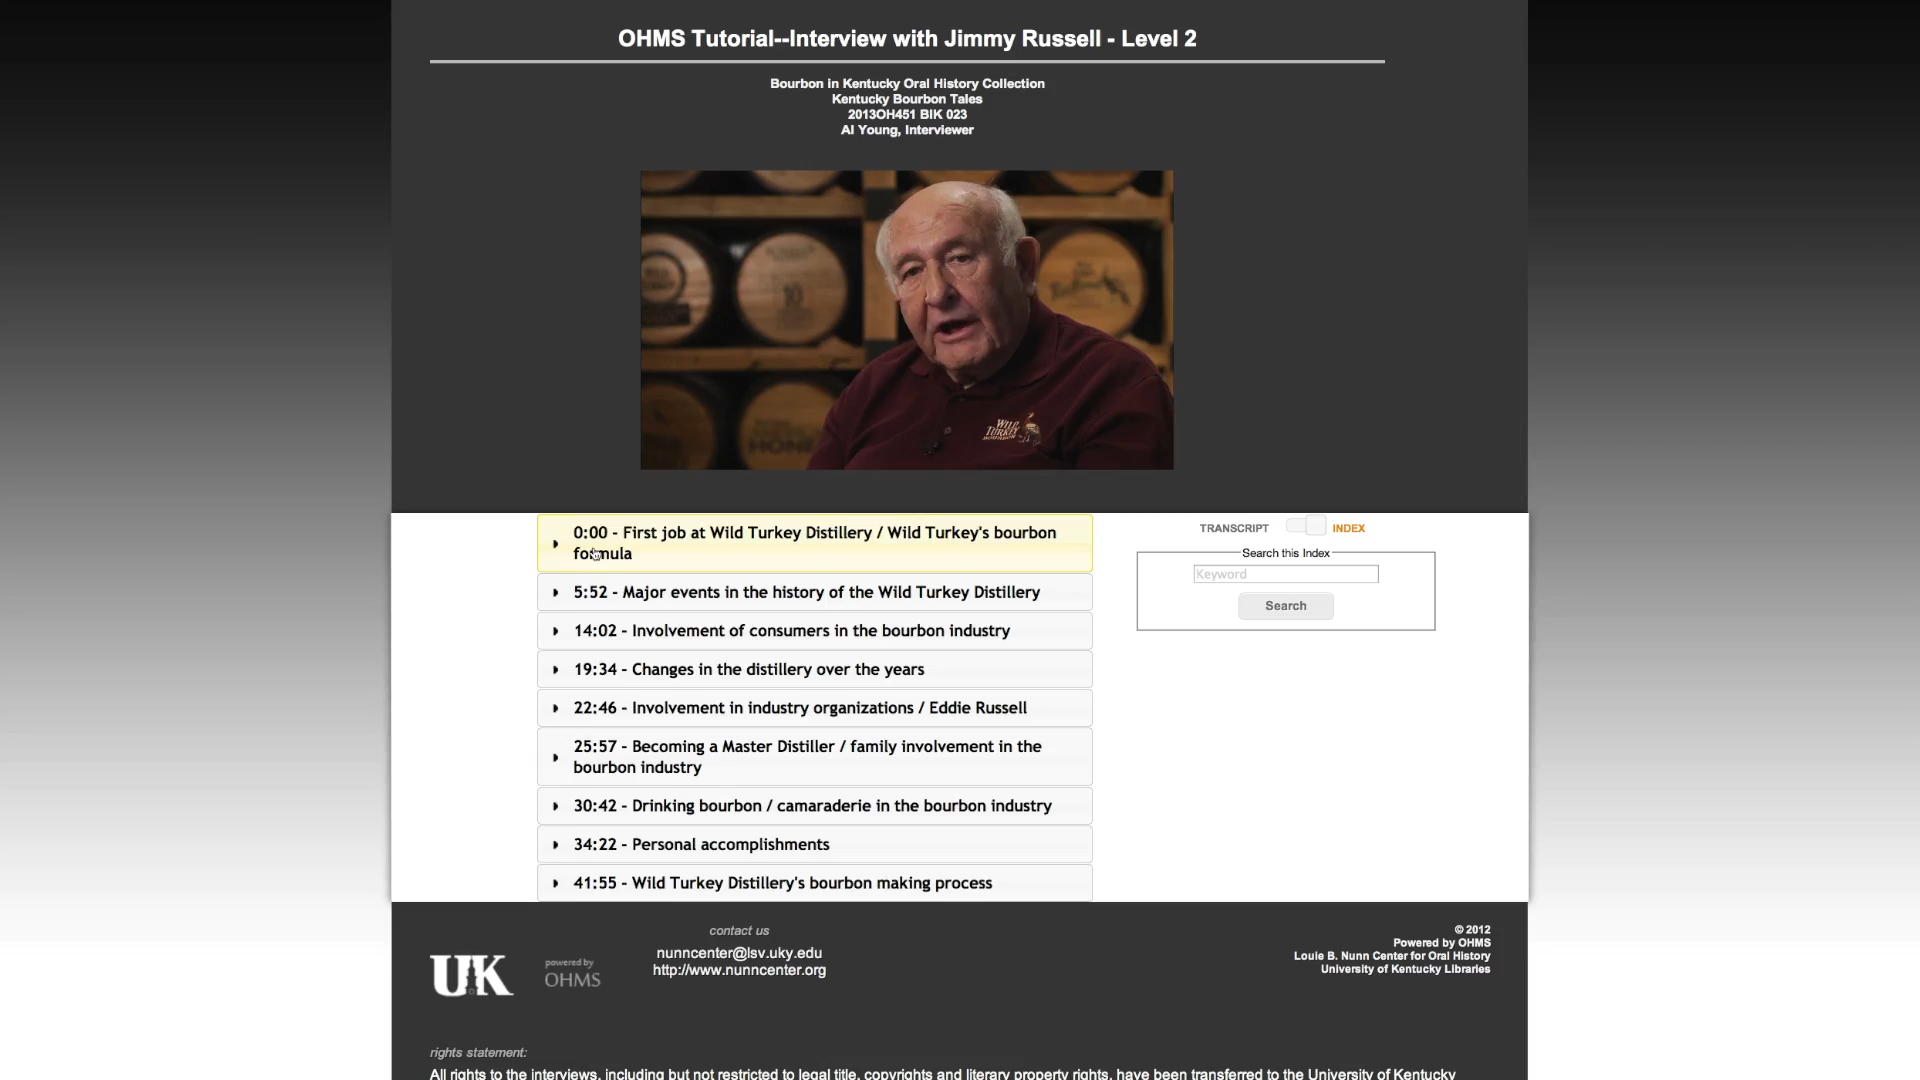 OHMS Tutorial--Interview with Jimmy Russell - Level 2
Bourbon in Kentucky Oral History Collection
Kentucky Bourbon Tales
2013OH451 BIK 023
Al Young, Interviewer
10
WILD
TURKEY
BOURBON
0:00 - First job at Wild Turkey Distillery / Wild Turkey's bourbon
formula
5:52 - Major events in the history of the Wild Turkey Distillery
14:02 - Involvement of consumers in the bourbon industry
19:34 - Changes in the distillery over the years
22:46 - Involvement in industry organizations / Eddie Russell
25:57 - Becoming a Master Distiller / family involvement in the
bourbon industry
30:42 - Drinking bourbon / camaraderie in the bourbon industry
34:22 - Personal accomplishments
41:55 - Wild Turkey Distillery's bourbon making process
TRANSCRIPT INDEX
Search this Index
Keyword
Search
UK
powered by
OHMS
contact us
nunncenter@lsv.uky.edu
http://www.nunncenter.org
© 2012
Powered by OHMS
Louie B. Nunn Center for Oral History
University of Kentucky Libraries
rights statement:
All rights to the interviews, including but not restricted to legal title, copyrights and literary property rights, have been transferred to the University of Kentucky